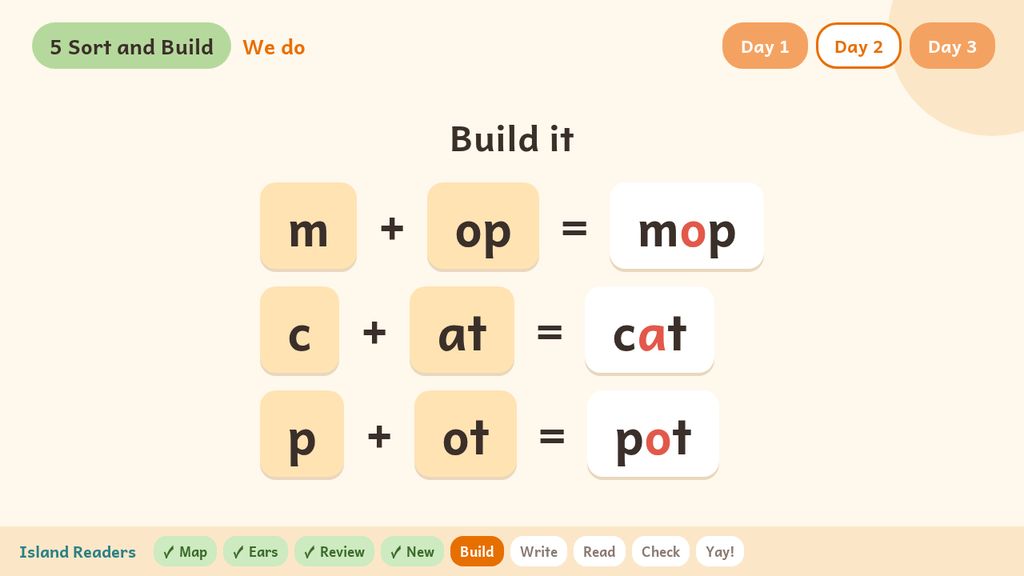 5 Sort and Build We do Day 1 Day 2 Day 3
Build it
m + op = mop
c + at = cat
p + ot = pot
Island Readers ✓ Map ✓ Ears ✓ Review ✓ New Build Write Read Check Yay!